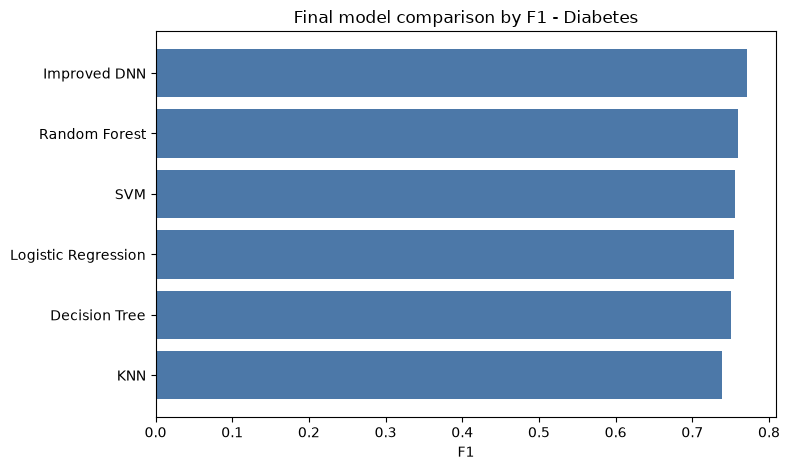 Final model comparison by F1 - Diabetes
Improved DNN
Random Forest
SVM
Logistic Regression
Decision Tree
KNN
0.0 0.1 0.2 0.3 0.4 0.5 0.6 0.7 0.8
F1